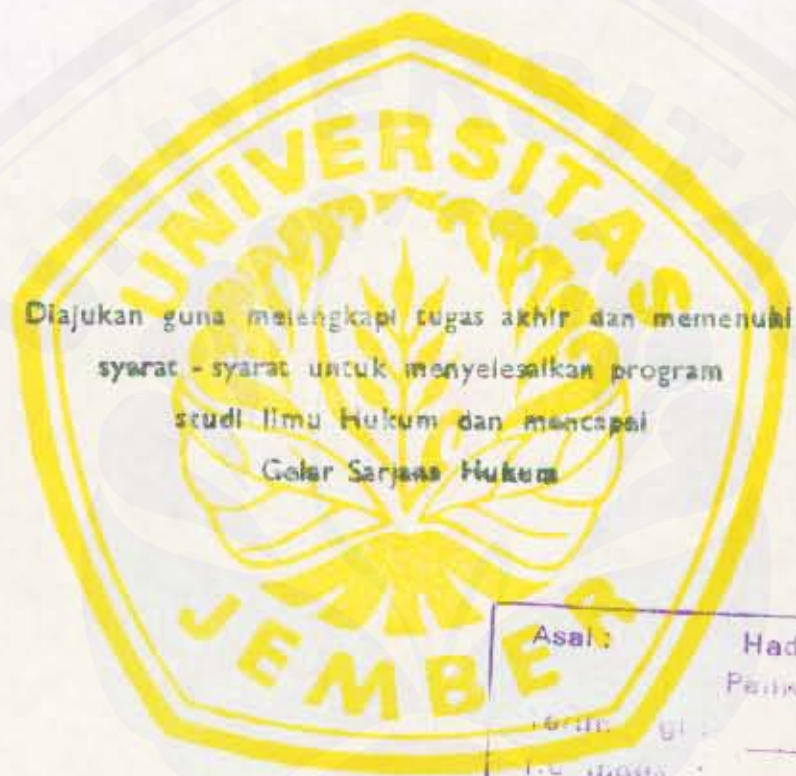 UNIVERSITAS
Diajukan guna melengkapi tugas akhir dan memenuhi
syarat - syarat untuk menyelesaikan program
studi Ilmu Hukum dan mencapai
Gelar Sarjana Hukum
JEMBER
Asal :